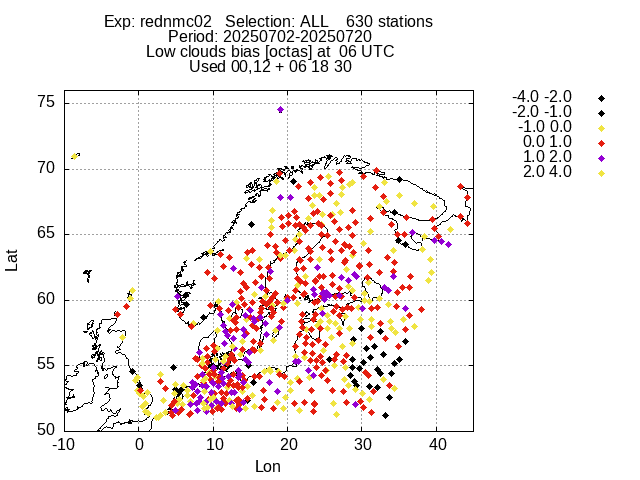 Exp: rednmc02   Selection: ALL    630 stations
Period: 20250702-20250720
Low clouds bias [octas] at  06 UTC
Used 00,12 + 06 18 30
-4.0 -2.0
-2.0 -1.0
-1.0 0.0
0.0 1.0
1.0 2.0
2.0 4.0
75
70
65
60
55
50
Lat
-10 0 10 20 30 40
Lon